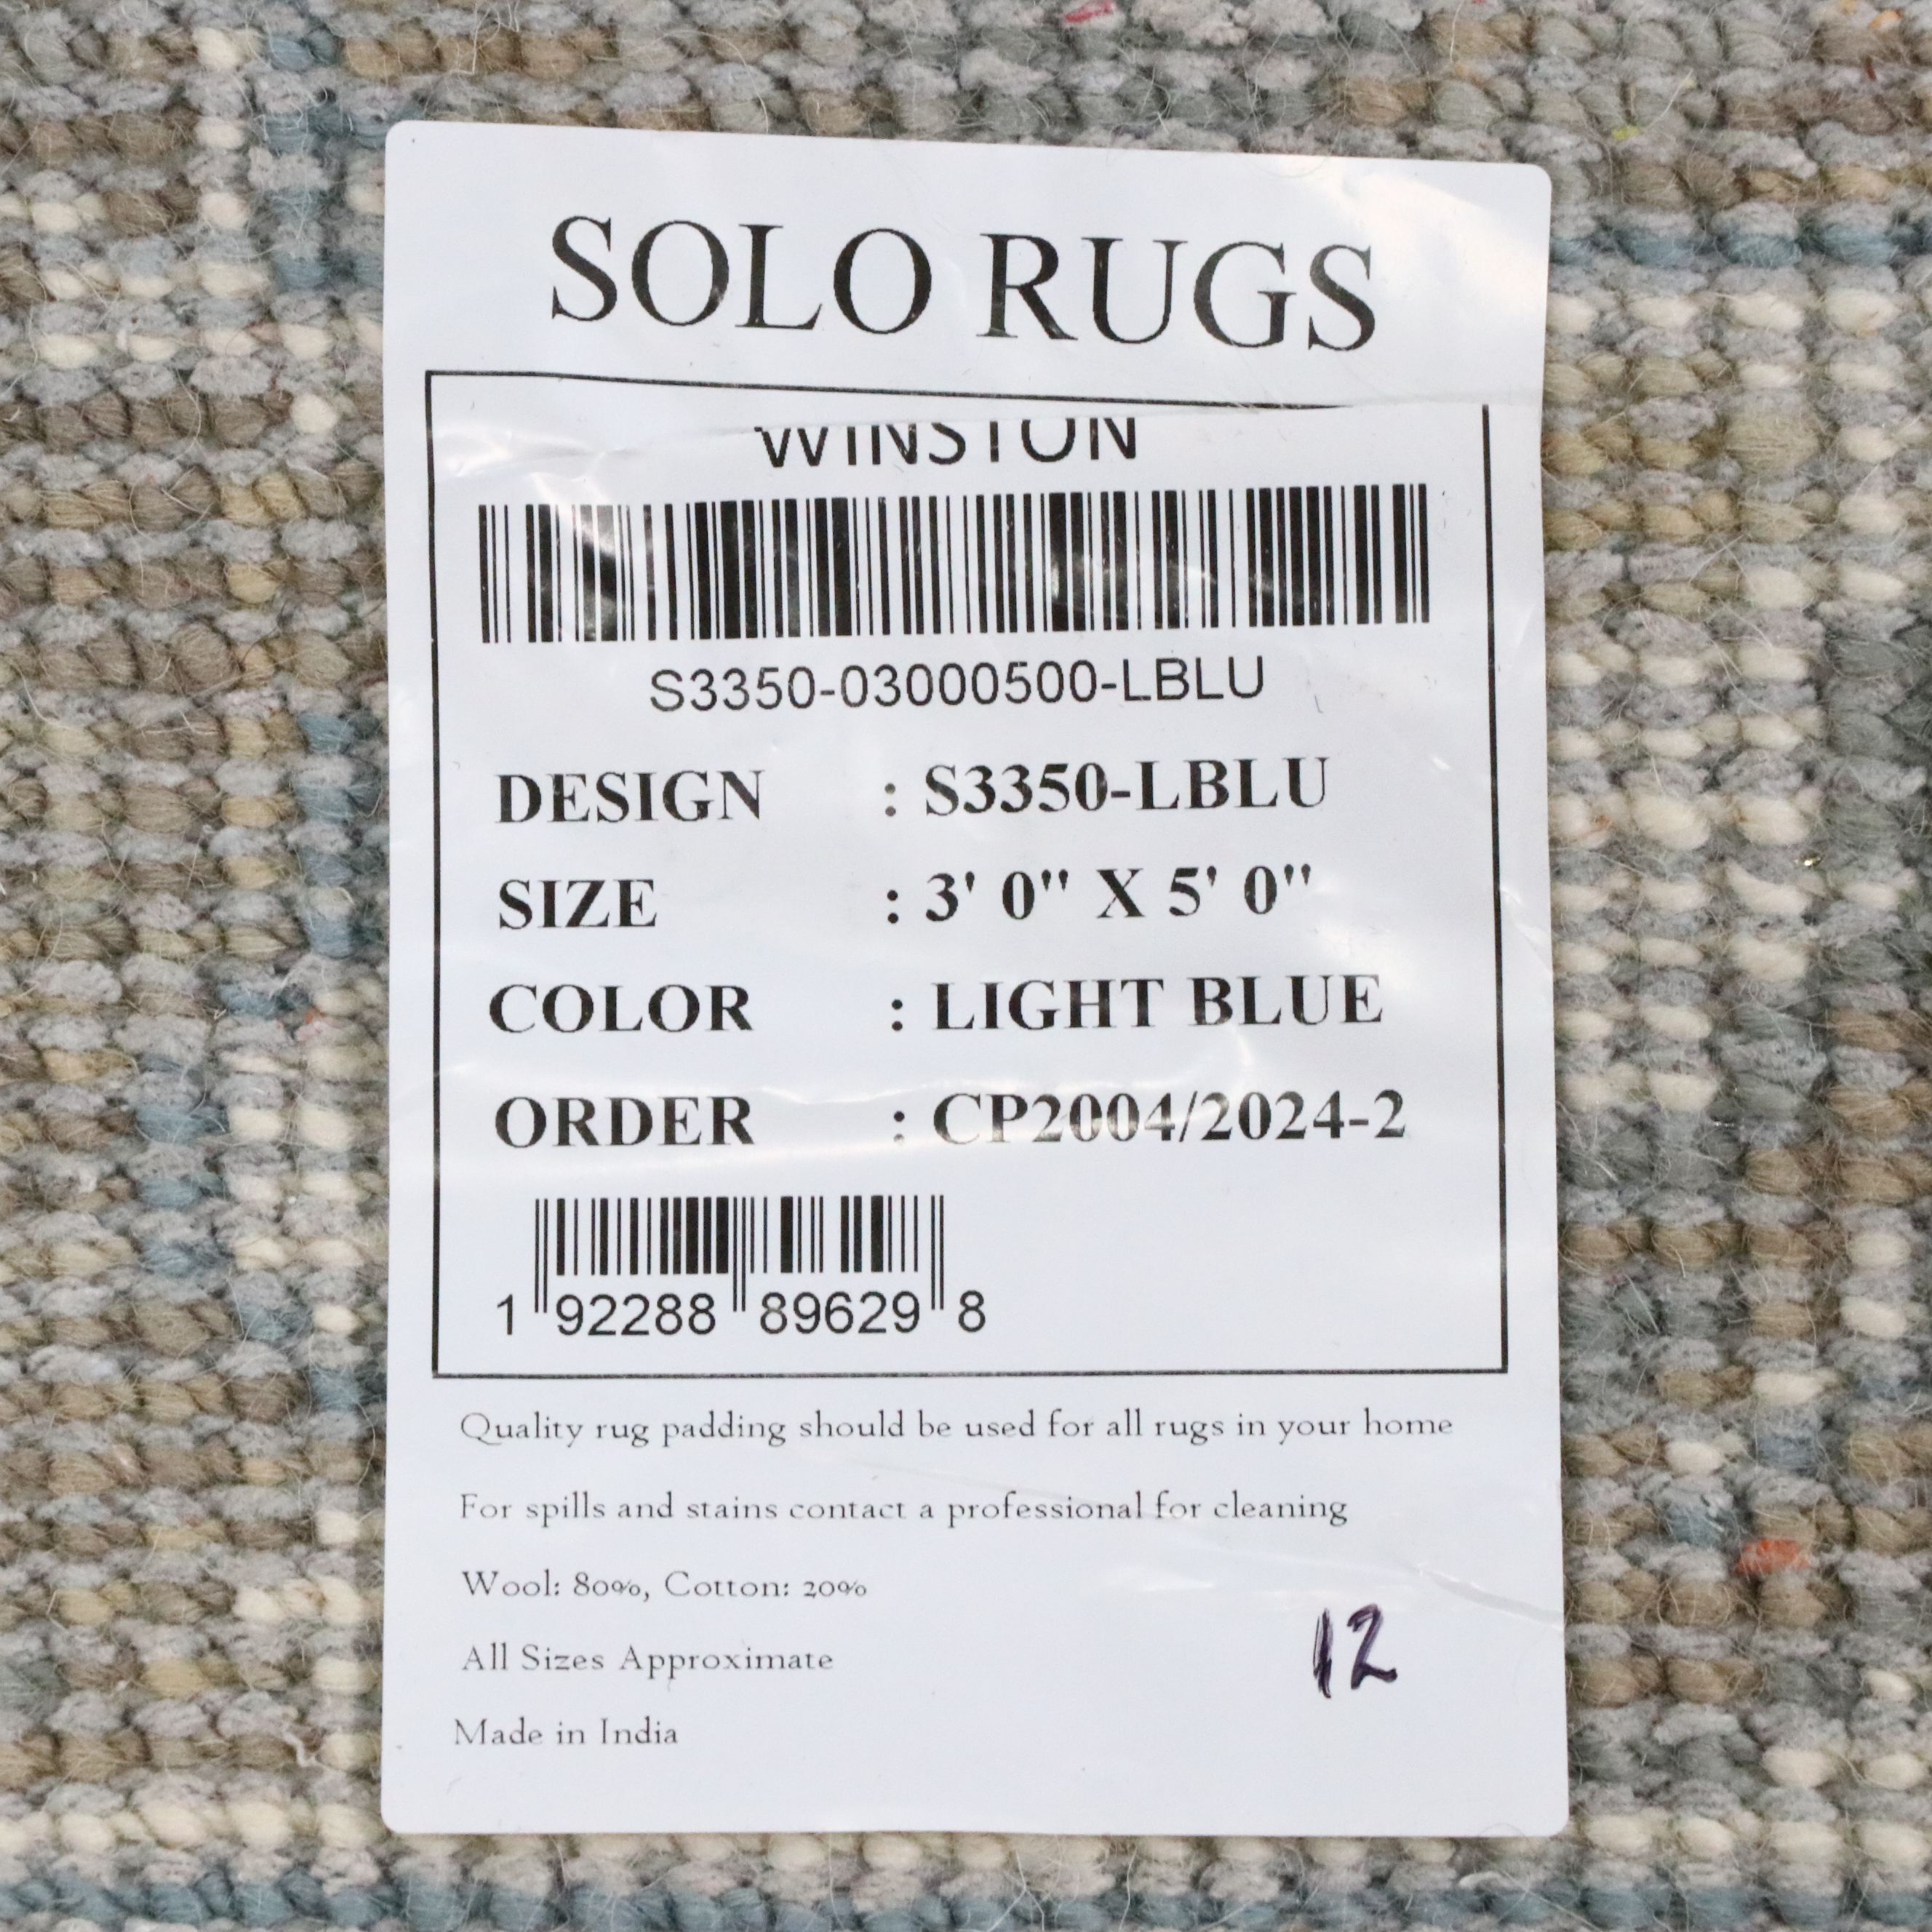 SOLO RUGS
WINSTON
S3350-03000500-LBLU
DESIGN : S3350-LBLU
SIZE : 3' 0" X 5' 0"
COLOR : LIGHT BLUE
ORDER : CP2004/2024-2
1 92288 89629 8
Quality rug padding should be used for all rugs in your home
For spills and stains contact a professional for cleaning
Wool: 80%, Cotton: 20%
All Sizes Approximate
12
Made in India